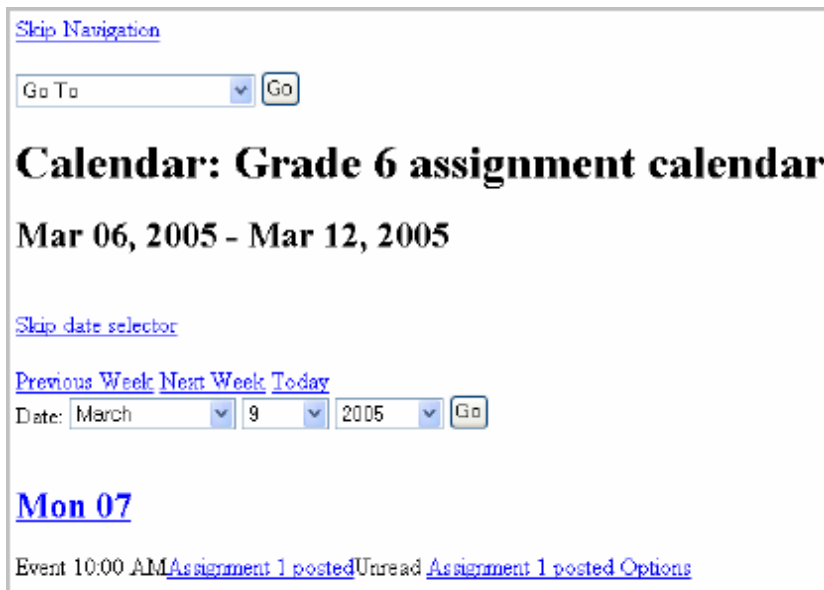 Skip Navigation
Go To Go
Calendar: Grade 6 assignment calendar
Mar 06, 2005 - Mar 12, 2005
Skip date selector
Previous Week Next Week Today
Date: March 9 2005 Go
Mon 07
Event 10:00 AMAssignment 1 postedUnread Assignment 1 posted Options